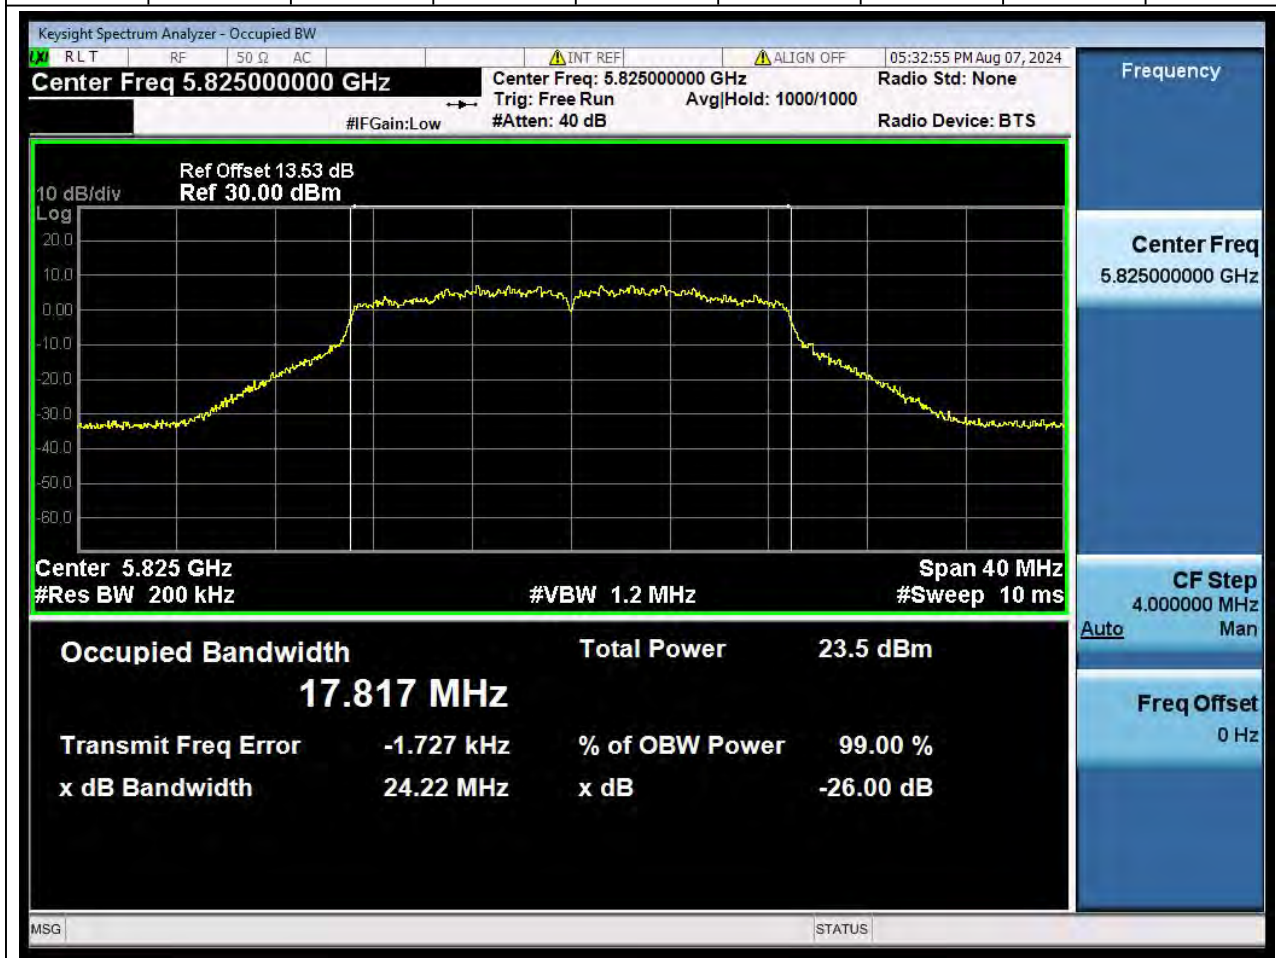 Keysight Spectrum Analyzer - Occupied BW
LXI RLT RF 50 Ω AC INT REF ALIGN OFF 05:32:55 PM Aug 07, 2024
Center Freq 5.825000000 GHz
Center Freq: 5.825000000 GHz
Radio Std: None
Trig: Free Run Avg|Hold: 1000/1000
#IFGain:Low
#Atten: 40 dB
Radio Device: BTS
Ref Offset 13.53 dB
10 dB/div Ref 30.00 dBm
Log
20.0
10.0
0.00
-10.0
-20.0
-30.0
-40.0
-50.0
-60.0
Center 5.825 GHz Span 40 MHz
#Res BW 200 kHz #VBW 1.2 MHz #Sweep 10 ms
Occupied Bandwidth Total Power 23.5 dBm
17.817 MHz
Transmit Freq Error -1.727 kHz % of OBW Power 99.00 %
x dB Bandwidth 24.22 MHz x dB -26.00 dB
MSG STATUS
Frequency
Center Freq
5.825000000 GHz
CF Step
4.000000 MHz
Auto Man
Freq Offset
0 Hz